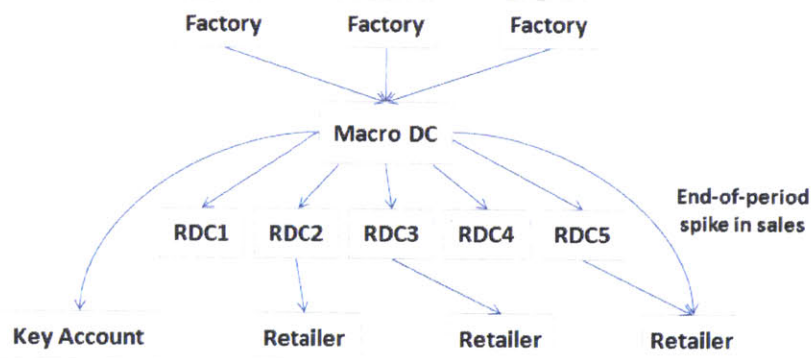 Factory Factory Factory
Macro DC
End-of-period
spike in sales
RDC1 RDC2 RDC3 RDC4 RDC5
Key Account Retailer Retailer Retailer